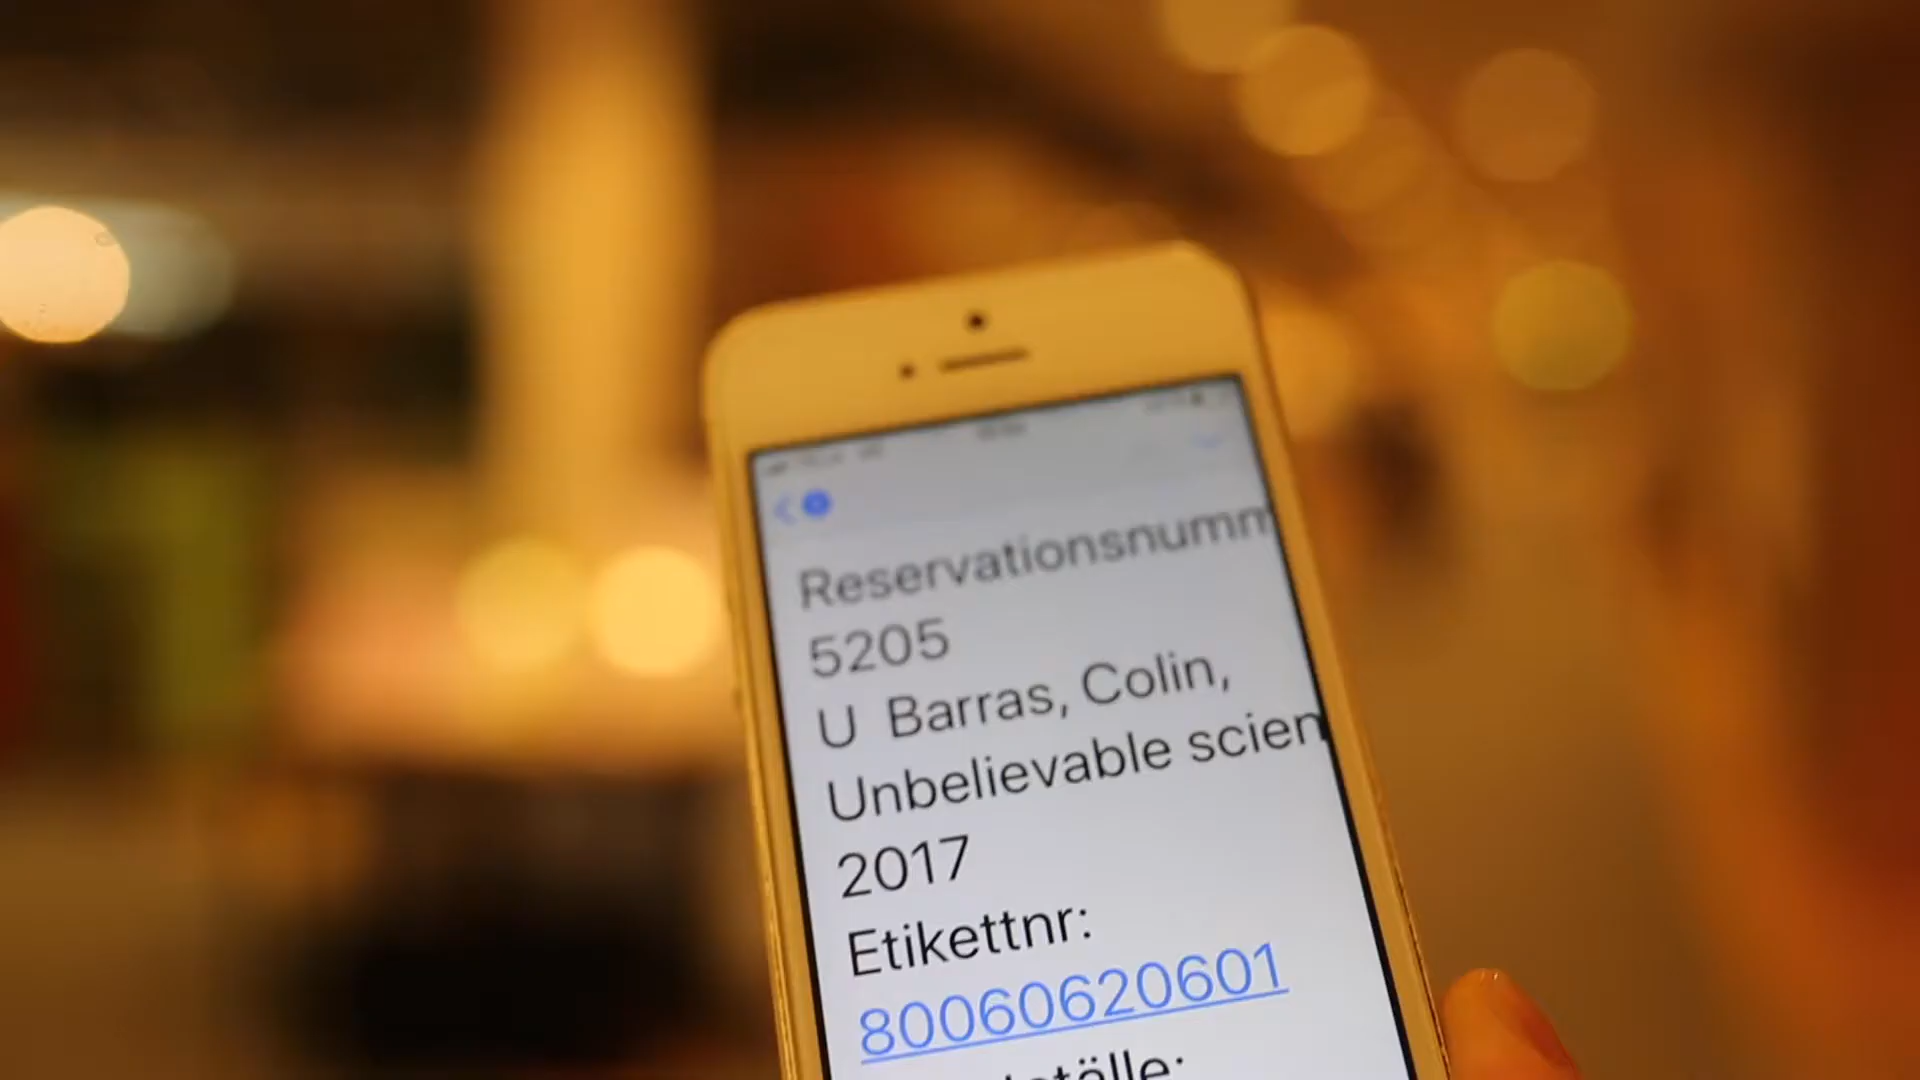 Reservationsnumm
5205
U Barras, Colin,
Unbelievable scien
2017
Etikettnr:
80060620601